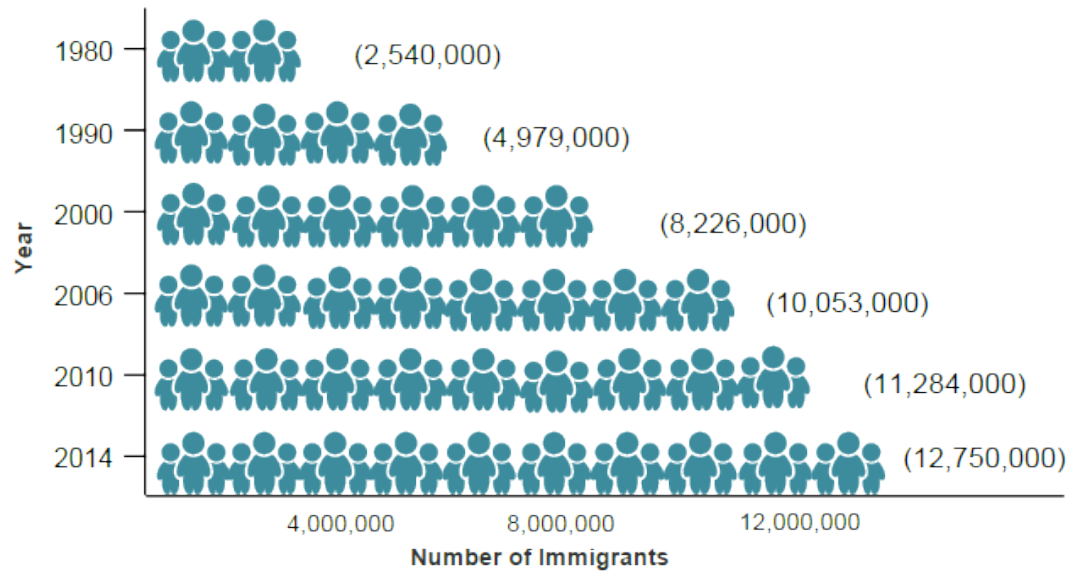 1980 (2,540,000)
1990 (4,979,000)
2000 (8,226,000)
Year
2006 (10,053,000)
2010 (11,284,000)
2014 (12,750,000)
4,000,000 8,000,000 12,000,000
Number of Immigrants